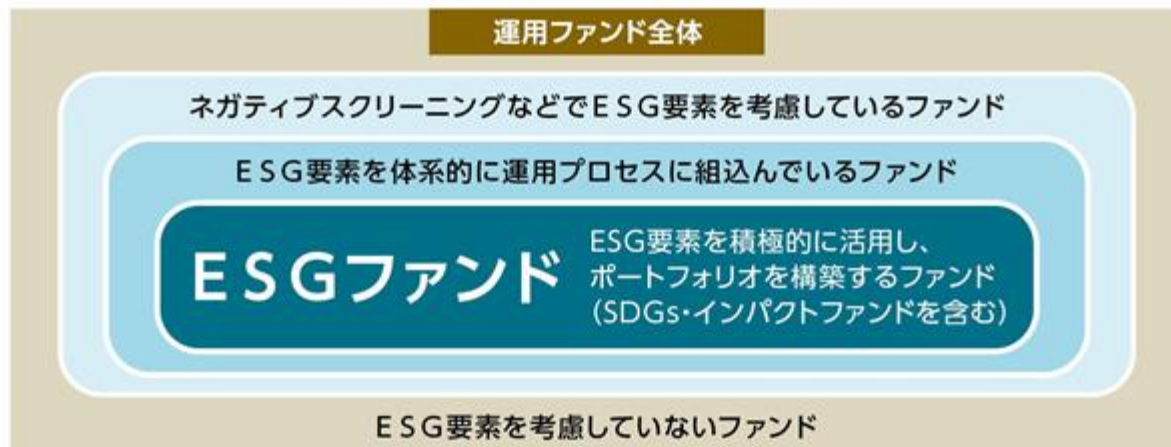 運用ファンド全体
ネガティブスクリーニングなどでＥＳＧ要素を考慮しているファンド
ＥＳＧ要素を体系的に運用プロセスに組込んでいるファンド
ＥＳＧファンド
ESG要素を積極的に活用し、
ポートフォリオを構築するファンド
（SDGs・インパクトファンドを含む）
ＥＳＧ要素を考慮していないファンド